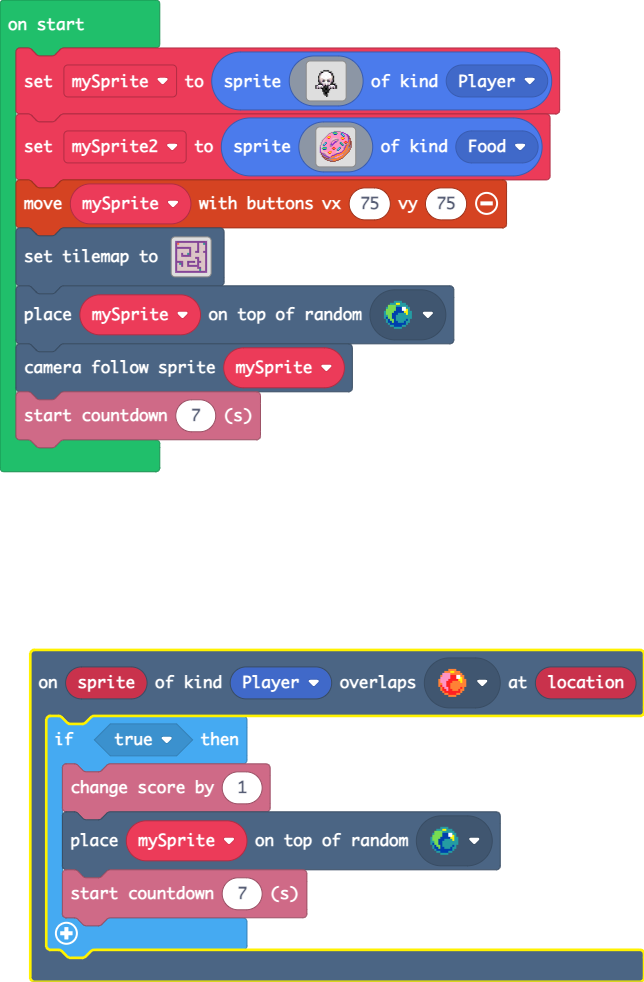 on start
set mySprite to sprite of kind Player
set mySprite2 to sprite of kind Food
move mySprite with buttons vx 75 vy 75
set tilemap to
place mySprite on top of random
camera follow sprite mySprite
start countdown 7 (s)
on sprite of kind Player overlaps at location
if true then
change score by 1
place mySprite on top of random
start countdown 7 (s)